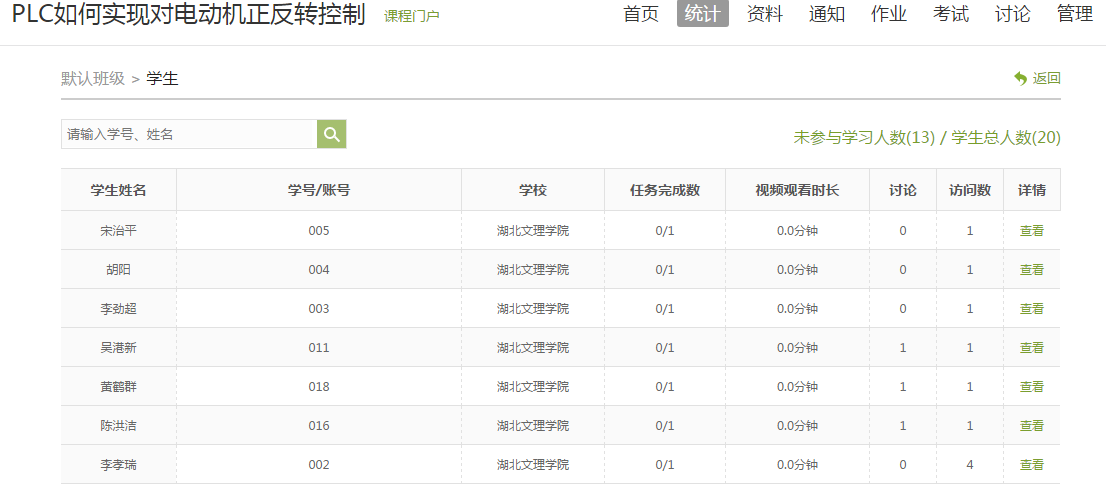 PLC如何实现对电动机正反转控制 课程门户 首页 统计 资料 通知 作业 考试 讨论 管理
默认班级 > 学生 返回
请输入学号、姓名 未参与学习人数(13) / 学生总人数(20)
学生姓名 学号/账号 学校 任务完成数 视频观看时长 讨论 访问数 详情
宋治平 005 湖北文理学院 0/1 0.0分钟 0 1 查看
胡阳 004 湖北文理学院 0/1 0.0分钟 0 1 查看
李劲超 003 湖北文理学院 0/1 0.0分钟 0 1 查看
吴港新 011 湖北文理学院 0/1 0.0分钟 1 1 查看
黄鹤群 018 湖北文理学院 0/1 0.0分钟 1 1 查看
陈洪洁 016 湖北文理学院 0/1 0.0分钟 1 1 查看
李孝瑞 002 湖北文理学院 0/1 0.0分钟 0 4 查看